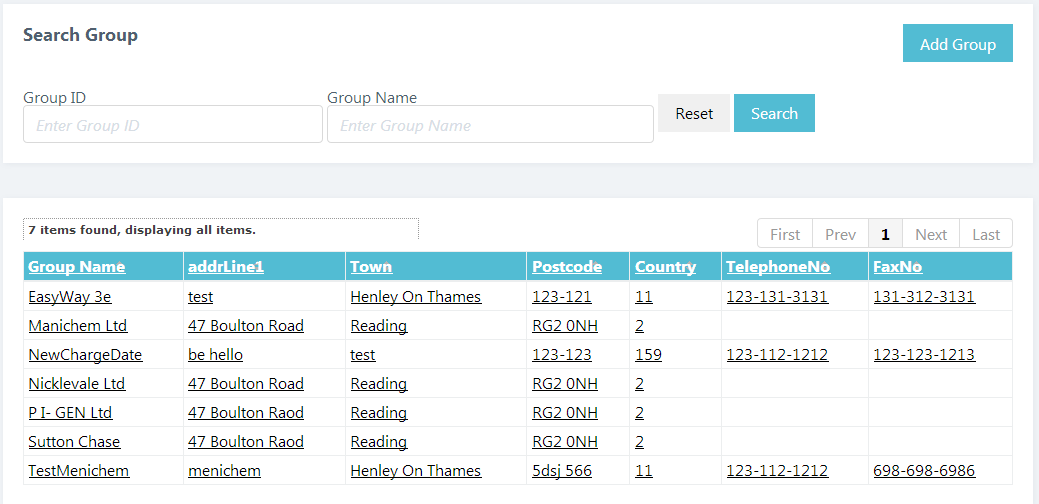 Search Group
Add Group
Group ID Group Name
Enter Group ID Enter Group Name Reset Search
7 items found, displaying all items.
First Prev 1 Next Last
Group Name addrLine1 Town Postcode Country TelephoneNo FaxNo
EasyWay 3e test Henley On Thames 123-121 11 123-131-3131 131-312-3131
Manichem Ltd 47 Boulton Road Reading RG2 0NH 2
NewChargeDate be hello test 123-123 159 123-112-1212 123-123-1213
Nicklevale Ltd 47 Boulton Road Reading RG2 0NH 2
P I- GEN Ltd 47 Boulton Raod Reading RG2 0NH 2
Sutton Chase 47 Boulton Raod Reading RG2 0NH 2
TestMenichem menichem Henley On Thames 5dsj 566 11 123-112-1212 698-698-6986